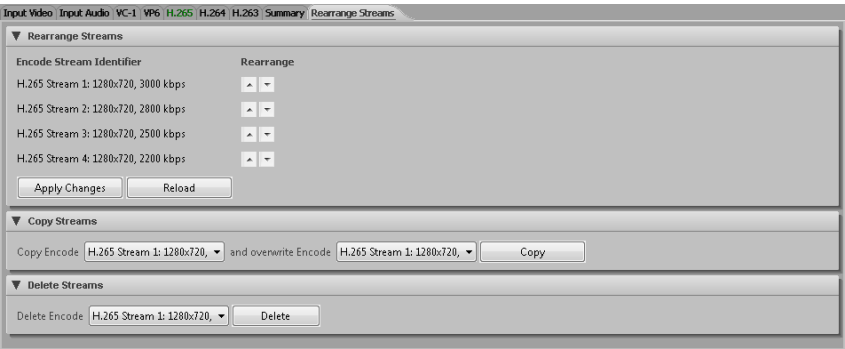 Input Video Input Audio VC-1 VP6 H.265 H.264 H.263 Summary Rearrange Streams
Rearrange Streams
Encode Stream Identifier Rearrange
H.265 Stream 1: 1280x720, 3000 kbps
H.265 Stream 2: 1280x720, 2800 kbps
H.265 Stream 3: 1280x720, 2500 kbps
H.265 Stream 4: 1280x720, 2200 kbps
Apply Changes Reload
Copy Streams
Copy Encode H.265 Stream 1: 1280x720, and overwrite Encode H.265 Stream 1: 1280x720, Copy
Delete Streams
Delete Encode H.265 Stream 1: 1280x720, Delete